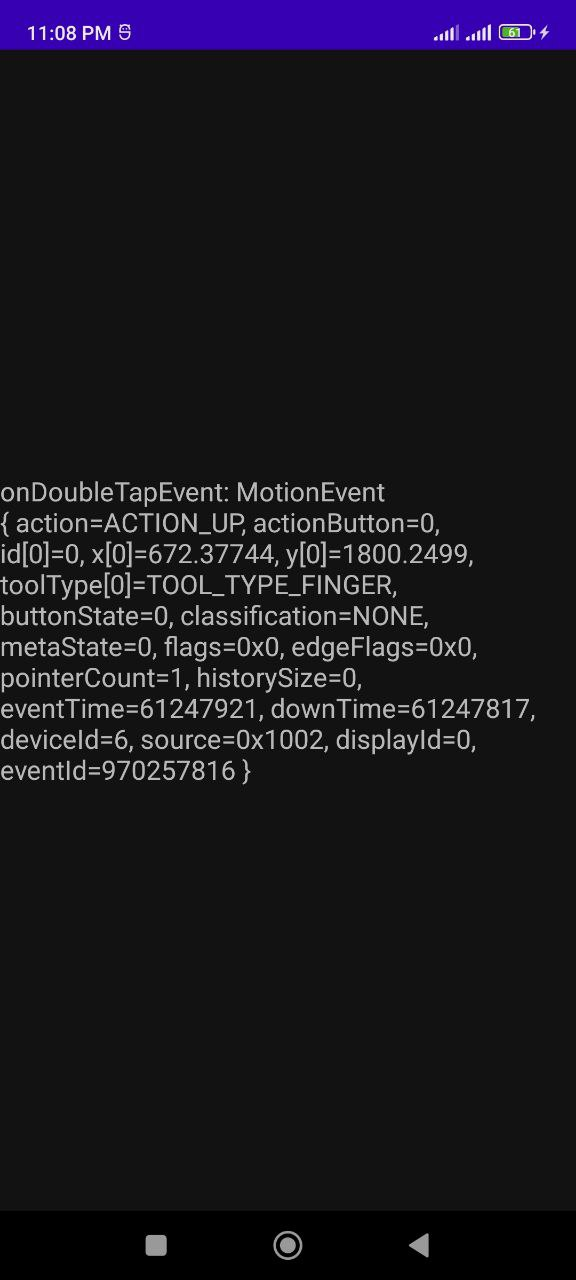 11:08 PM
61
onDoubleTapEvent: MotionEvent
{ action=ACTION_UP, actionButton=0,
id[0]=0, x[0]=672.37744, y[0]=1800.2499,
toolType[0]=TOOL_TYPE_FINGER,
buttonState=0, classification=NONE,
metaState=0, flags=0x0, edgeFlags=0x0,
pointerCount=1, historySize=0,
eventTime=61247921, downTime=61247817,
deviceId=6, source=0x1002, displayId=0,
eventId=970257816 }